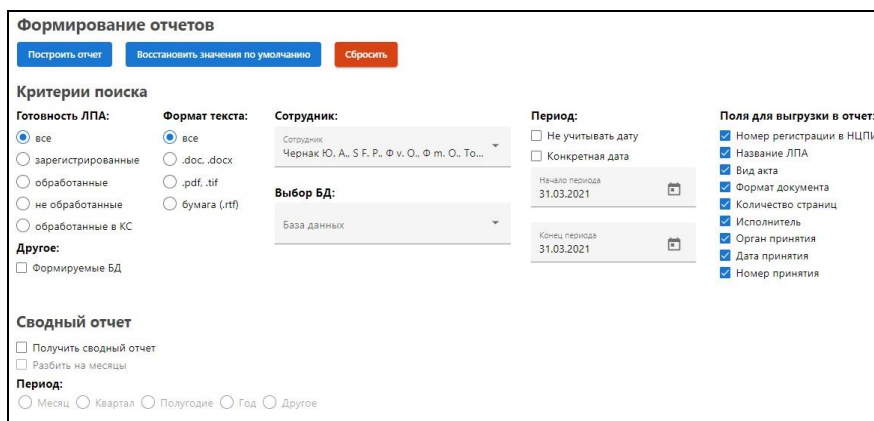 Формирование отчетов
Построить отчет
Восстановить значения по умолчанию
Сбросить
Критерии поиска
Готовность ЛПА:
все
зарегистрированные
обработанные
не обработанные
обработанные в КС
Другое:
Формируемые БД
Формат текста:
все
.doc, .docx
.pdf, .tif
бумага (.rtf)
Сотрудник:
Сотрудник
Чернак Ю. А., S F. P., Ф v. O., Ф m. O., To...
Выбор БД:
База данных
Период:
Не учитывать дату
Конкретная дата
Начало периода
31.03.2021
Конец периода
31.03.2021
Поля для выгрузки в отчет:
Номер регистрации в НЦПИ
Название ЛПА
Вид акта
Формат документа
Количество страниц
Исполнитель
Орган принятия
Дата принятия
Номер принятия
Сводный отчет
Получить сводный отчет
Разбить на месяцы
Период:
Месяц Квартал Полугодие Год Другое